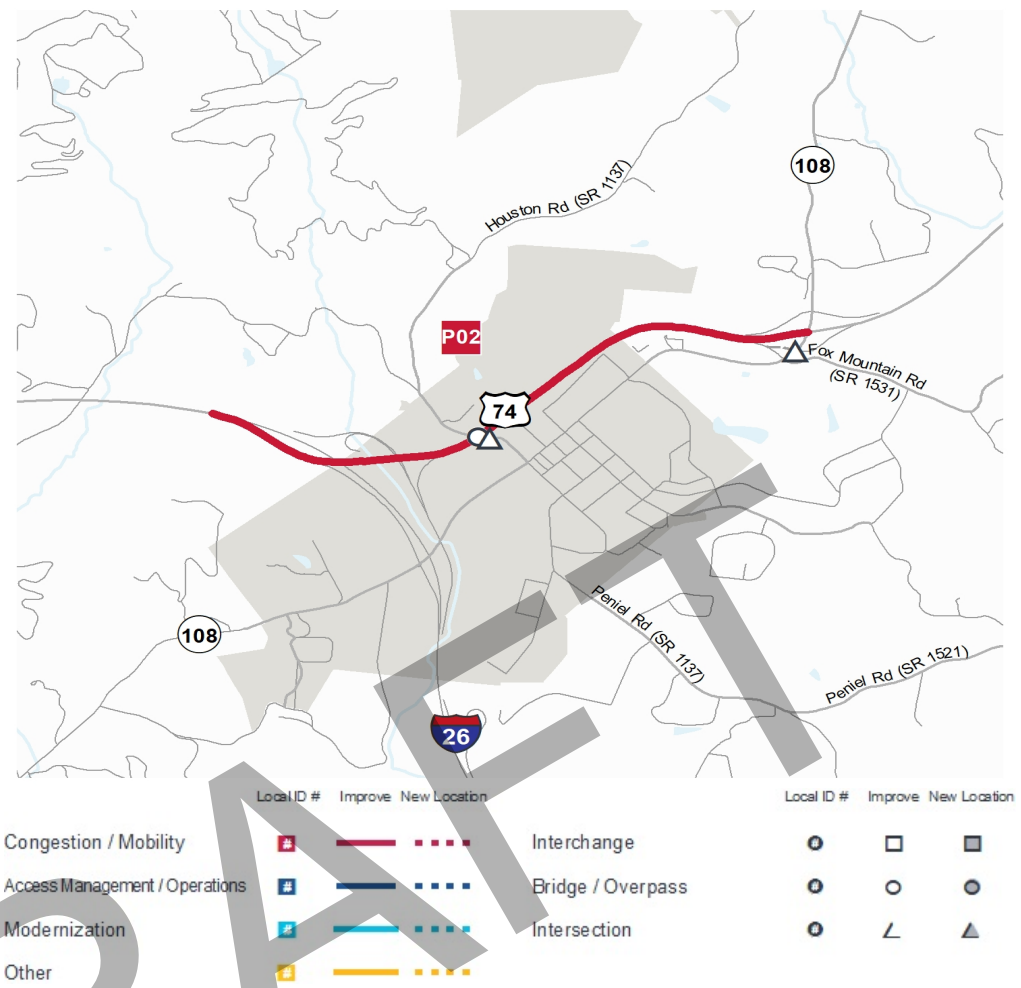 108
Houston Rd (SR 1137)
P02
Fox Mountain Rd
(SR 1531)
74
108
Peniel Rd (SR 1137)
Peniel Rd (SR 1521)
26
Local ID # Improve New Location
Local ID # Improve New Location
Congestion / Mobility #
Interchange #
Access Management / Operations #
Bridge / Overpass #
Modernization #
Intersection #
Other #
RAFT